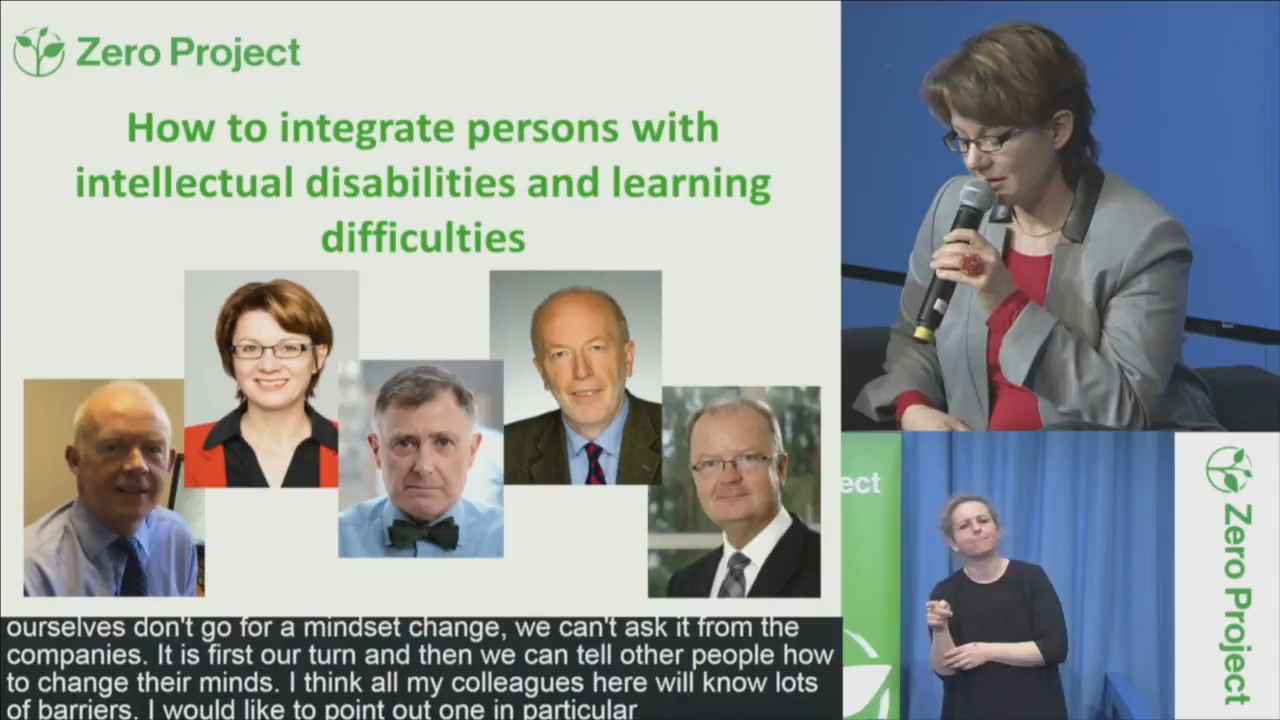 Zero Project
How to integrate persons with
intellectual disabilities and learning
difficulties
ourselves don't go for a mindset change, we can't ask it from the
companies. It is first our turn and then we can tell other people how
to change their minds. I think all my colleagues here will know lots
of barriers. I would like to point out one in particular
ect
Zero Project